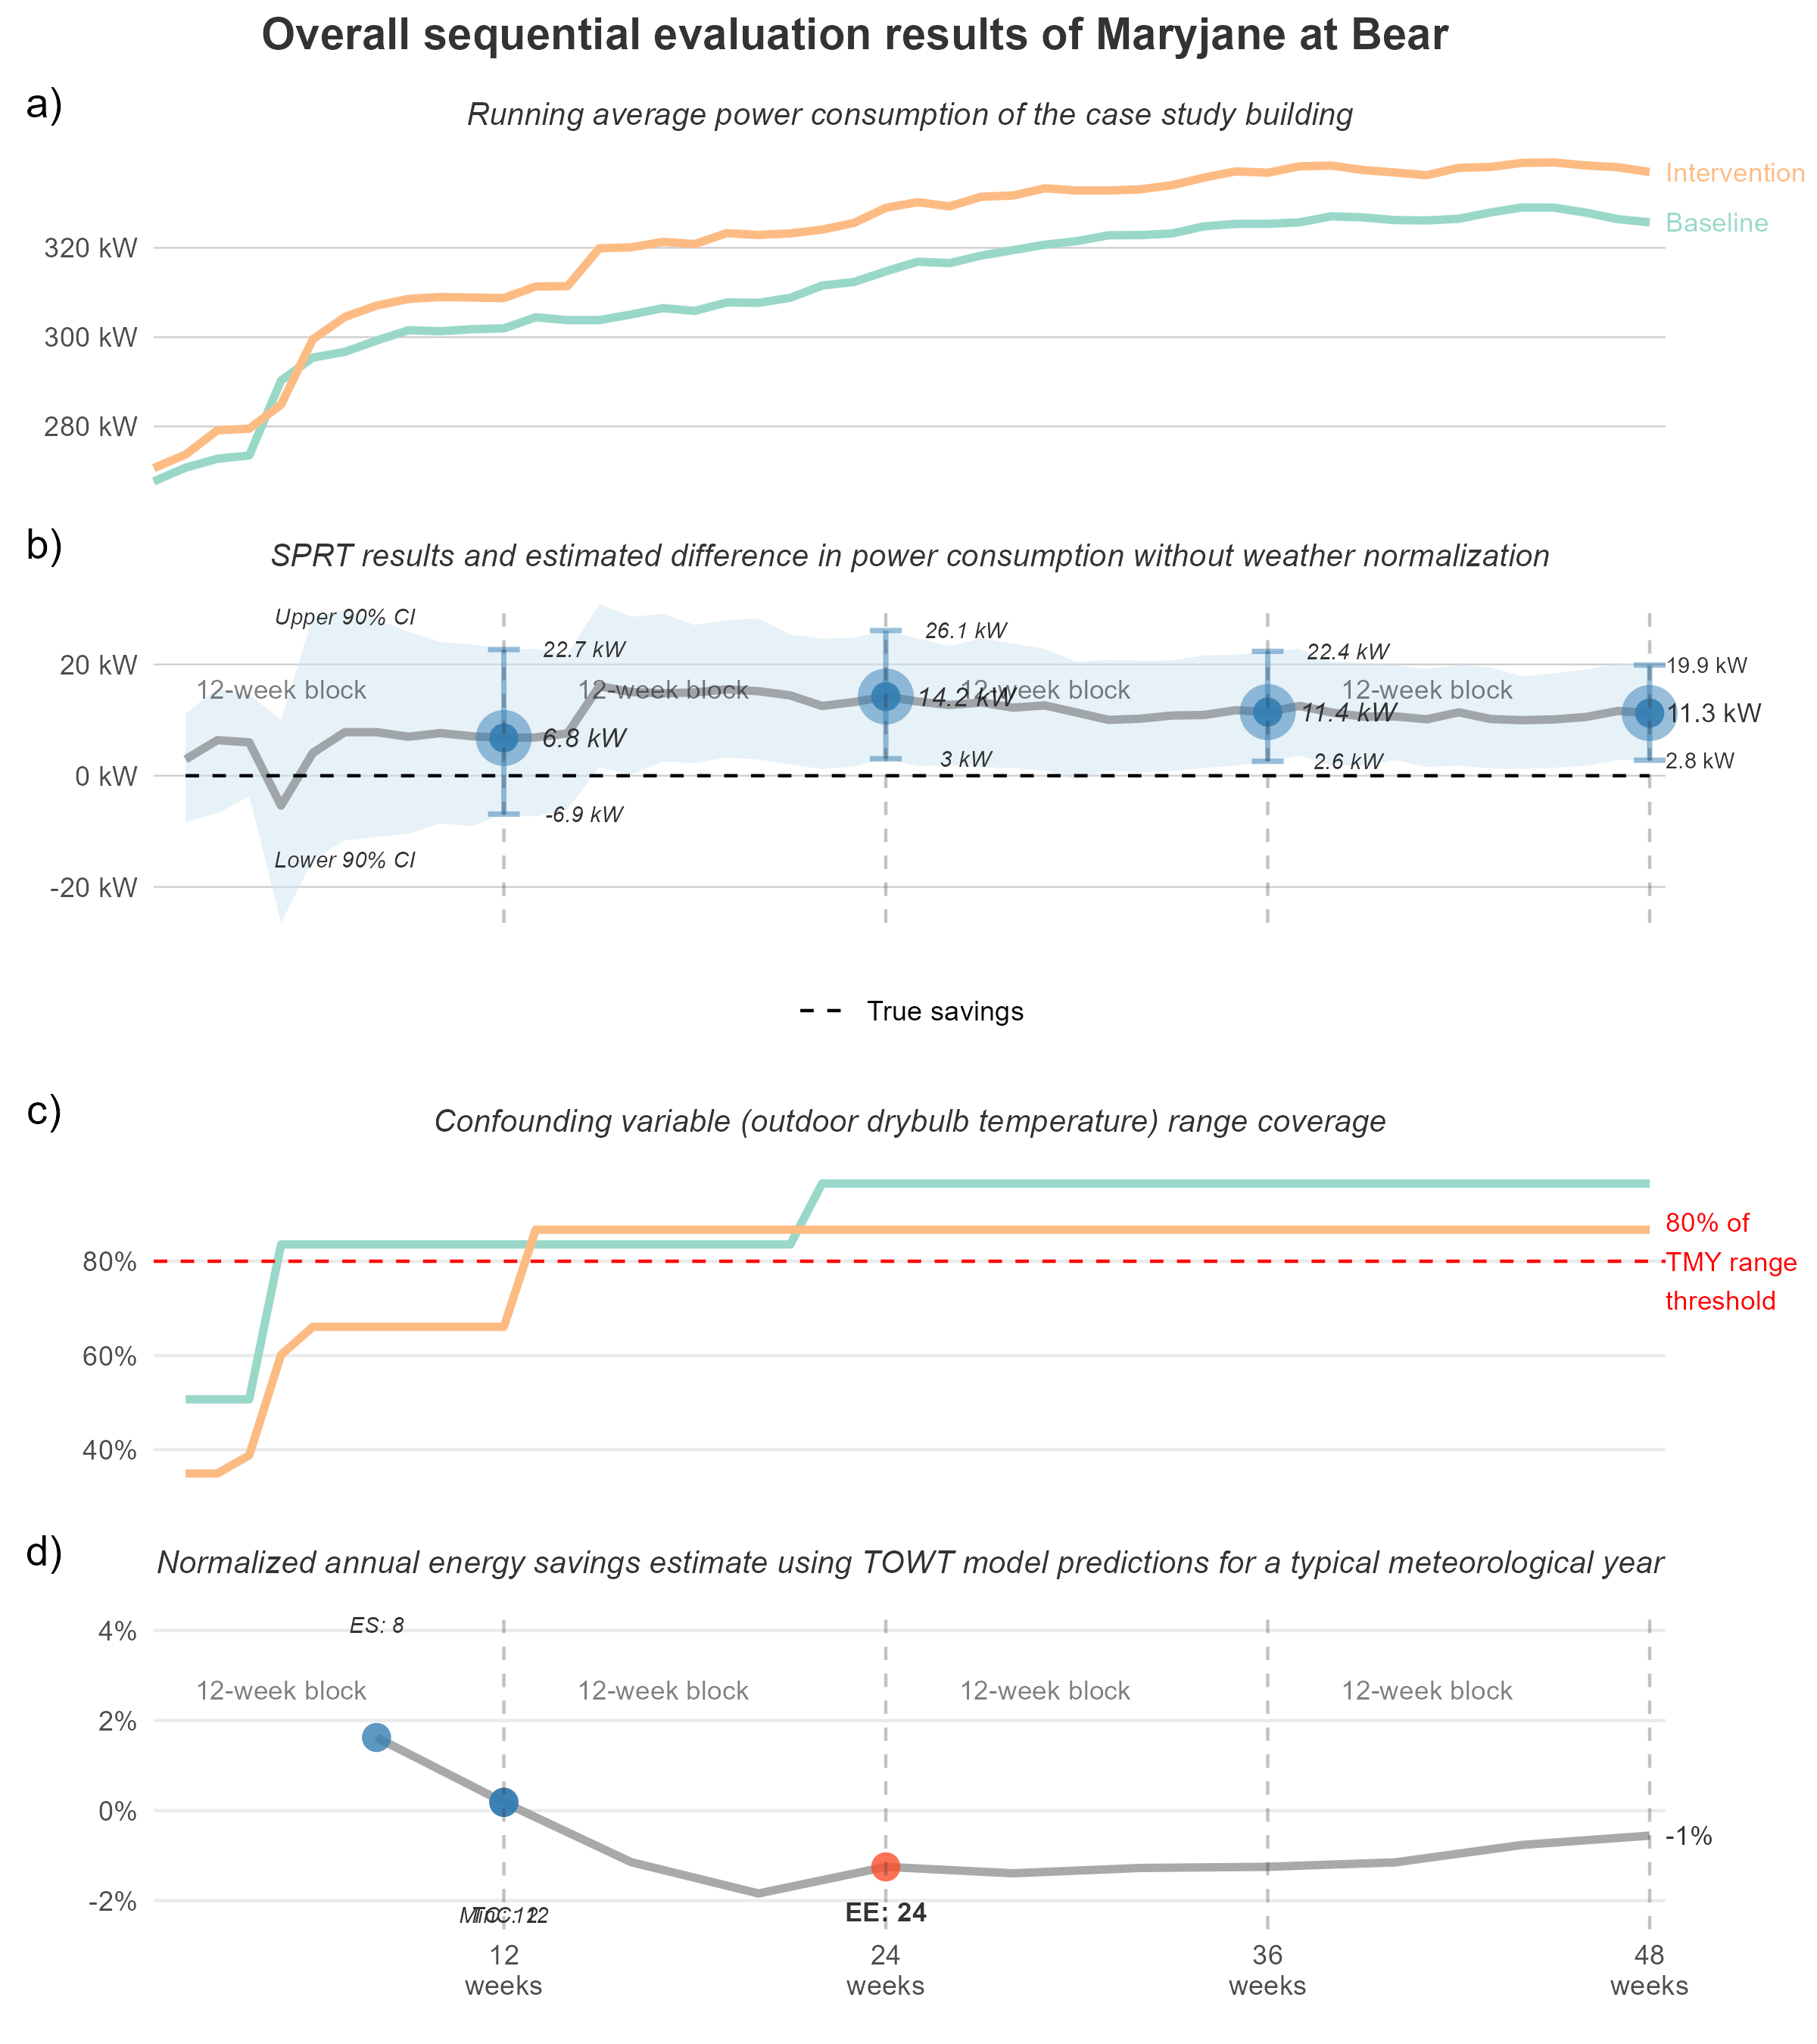 Overall sequential evaluation results of Maryjane at Bear
a)
Running average power consumption of the case study building
Intervention
Baseline
320 kW
300 kW
280 kW
b)
SPRT results and estimated difference in power consumption without weather normalization
Upper 90% CI
22.7 kW
26.1 kW
22.4 kW
19.9 kW
20 kW
12-week block
12-week block
12-week block
12-week block
6.8 kW
14.2 kW
11.4 kW
11.3 kW
0 kW
3 kW
2.6 kW
2.8 kW
-6.9 kW
Lower 90% CI
-20 kW
True savings
c)
Confounding variable (outdoor drybulb temperature) range coverage
80% of
TMY range
threshold
80%
60%
40%
d)
Normalized annual energy savings estimate using TOWT model predictions for a typical meteorological year
4%
ES: 8
12-week block
12-week block
12-week block
12-week block
2%
0%
-1%
-2%
EE: 24
12
weeks
24
weeks
36
weeks
48
weeks